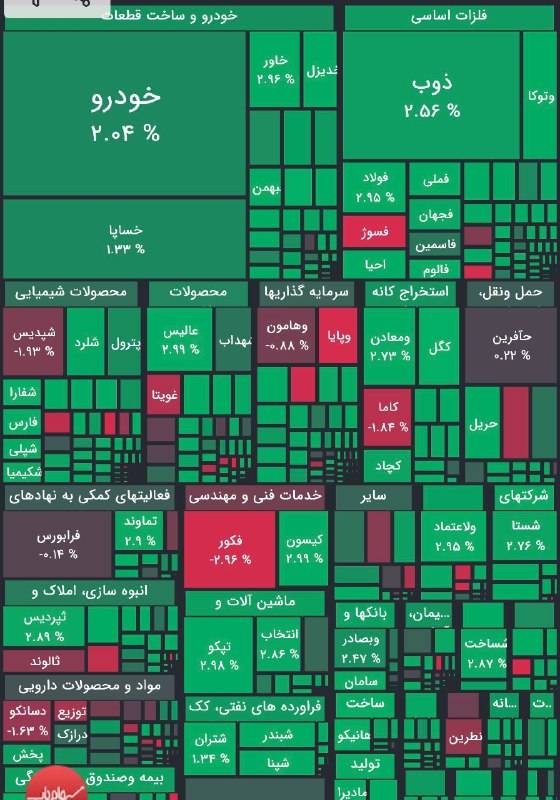 خودرو و ساخت قطعات
فلزات اساسی
خودرو
۲.۰۴ %
خاور
۲.۹۶ %
خدیزل
بهمن
خساپا
۱.۳۳ %
ذوب
۲.۵۶ %
وتوکا
فولاد
۲.۹۵ %
فملی
فجهان
فسوژ
فاسمین
احیا
فالوم
محصولات شیمیایی
محصولات
سرمایه گذاریها
استخراج کانه
حمل ونقل،
شپدیس
-۱.۹۳ %
شلرد
پترول
شفارا
فارس
شپلی
شکیمیا
عالیس
۲.۹۹ %
شهداب
غویتا
وهامون
-۰.۸۸ %
وپایا
ومعادن
۲.۷۳ %
کگل
کاما
-۱.۸۴ %
کچاد
حآفرین
۰.۲۲ %
حریل
فعالیتهای کمکی به نهادهای
خدمات فنی و مهندسی
سایر
شرکتهای
فرابورس
-۰.۱۴ %
تماوند
۲.۹ %
فکور
-۲.۹۶ %
کیسون
۲.۹۹ %
ولاعتماد
۲.۹۵ %
شستا
۲.۷۶ %
انبوه سازی، املاک و
ماشین آلات و
بانکها و
...یمان،
ثپردیس
۲.۸۹ %
ثالوند
تپکو
۲.۹۸ %
انتخاب
۲.۸۶ %
وبصادر
۲.۴۷ %
سامان
ثشاخت
۲.۸۷ %
مواد و محصولات دارویی
فراورده های نفتی، کک
ساخت
...انه
...ت
دسانکو
-۱.۶۳ %
توزیع
درازک
پخش
شتران
۱.۳۴ %
شبندر
شپنا
هانیکو
نطرین
تولید
مادیرا
بیمه وصندوق
گی